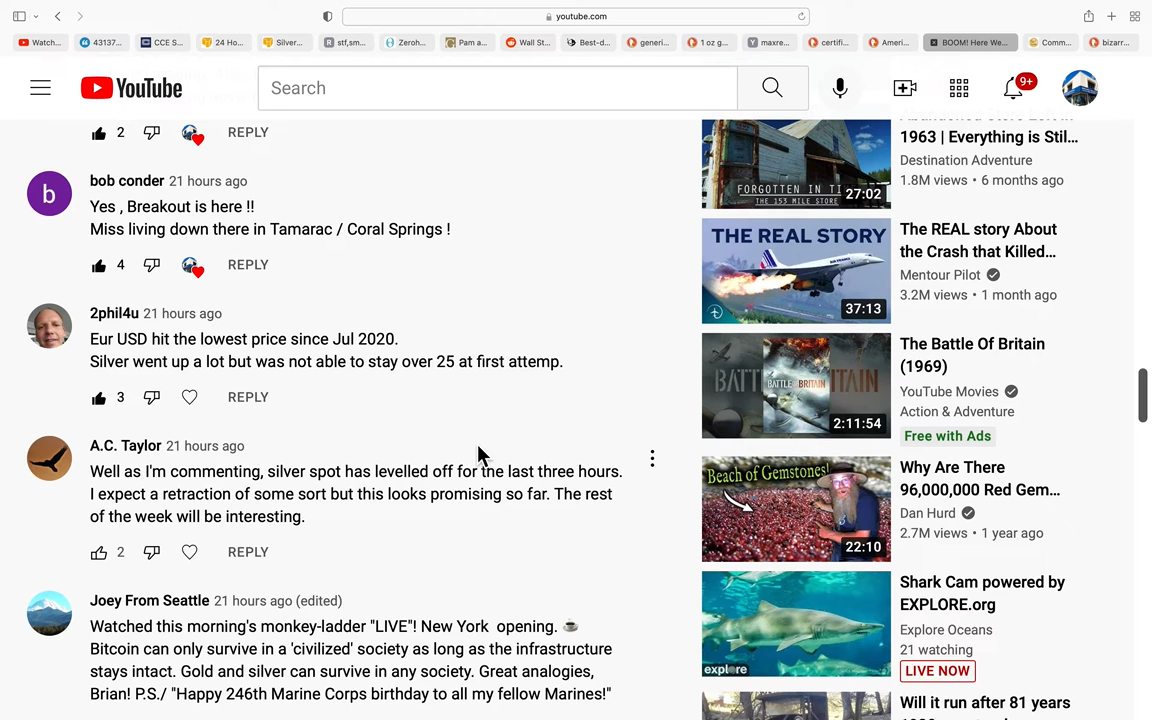 youtube.com
Watch...
43137...
CCE S...
24 Ho...
Silver...
stf,sm...
Zeroh...
Pam a...
Wall St...
Best-d...
generi...
1 oz g...
maxre...
certifi...
Ameri...
BOOM! Here We...
Comm...
bizarr...
YouTube
Search
9+
2
REPLY
bob conder 21 hours ago
Yes , Breakout is here !!
Miss living down there in Tamarac / Coral Springs !
4
REPLY
2phil4u 21 hours ago
Eur USD hit the lowest price since Jul 2020.
Silver went up a lot but was not able to stay over 25 at first attemp.
3
REPLY
A.C. Taylor 21 hours ago
Well as I'm commenting, silver spot has levelled off for the last three hours.
I expect a retraction of some sort but this looks promising so far. The rest
of the week will be interesting.
2
REPLY
Joey From Seattle 21 hours ago (edited)
Watched this morning's monkey-ladder "LIVE"! New York opening. ☕
Bitcoin can only survive in a 'civilized' society as long as the infrastructure
stays intact. Gold and silver can survive in any society. Great analogies,
Brian! P.S./ "Happy 246th Marine Corps birthday to all my fellow Marines!"
FORGOTTEN IN TI
THE 153 MILE STORE
27:02
1963 | Everything is Stil...
Destination Adventure
1.8M views • 6 months ago
THE REAL STORY
AIR FRANCE
37:13
The REAL story About
the Crash that Killed...
Mentour Pilot
3.2M views • 1 month ago
BATTLE OF BRITAIN
2:11:54
The Battle Of Britain
(1969)
YouTube Movies
Action & Adventure
Free with Ads
Beach of Gemstones!
22:10
Why Are There
96,000,000 Red Gem...
Dan Hurd
2.7M views • 1 year ago
explore
Shark Cam powered by
EXPLORE.org
Explore Oceans
21 watching
LIVE NOW
Will it run after 81 years